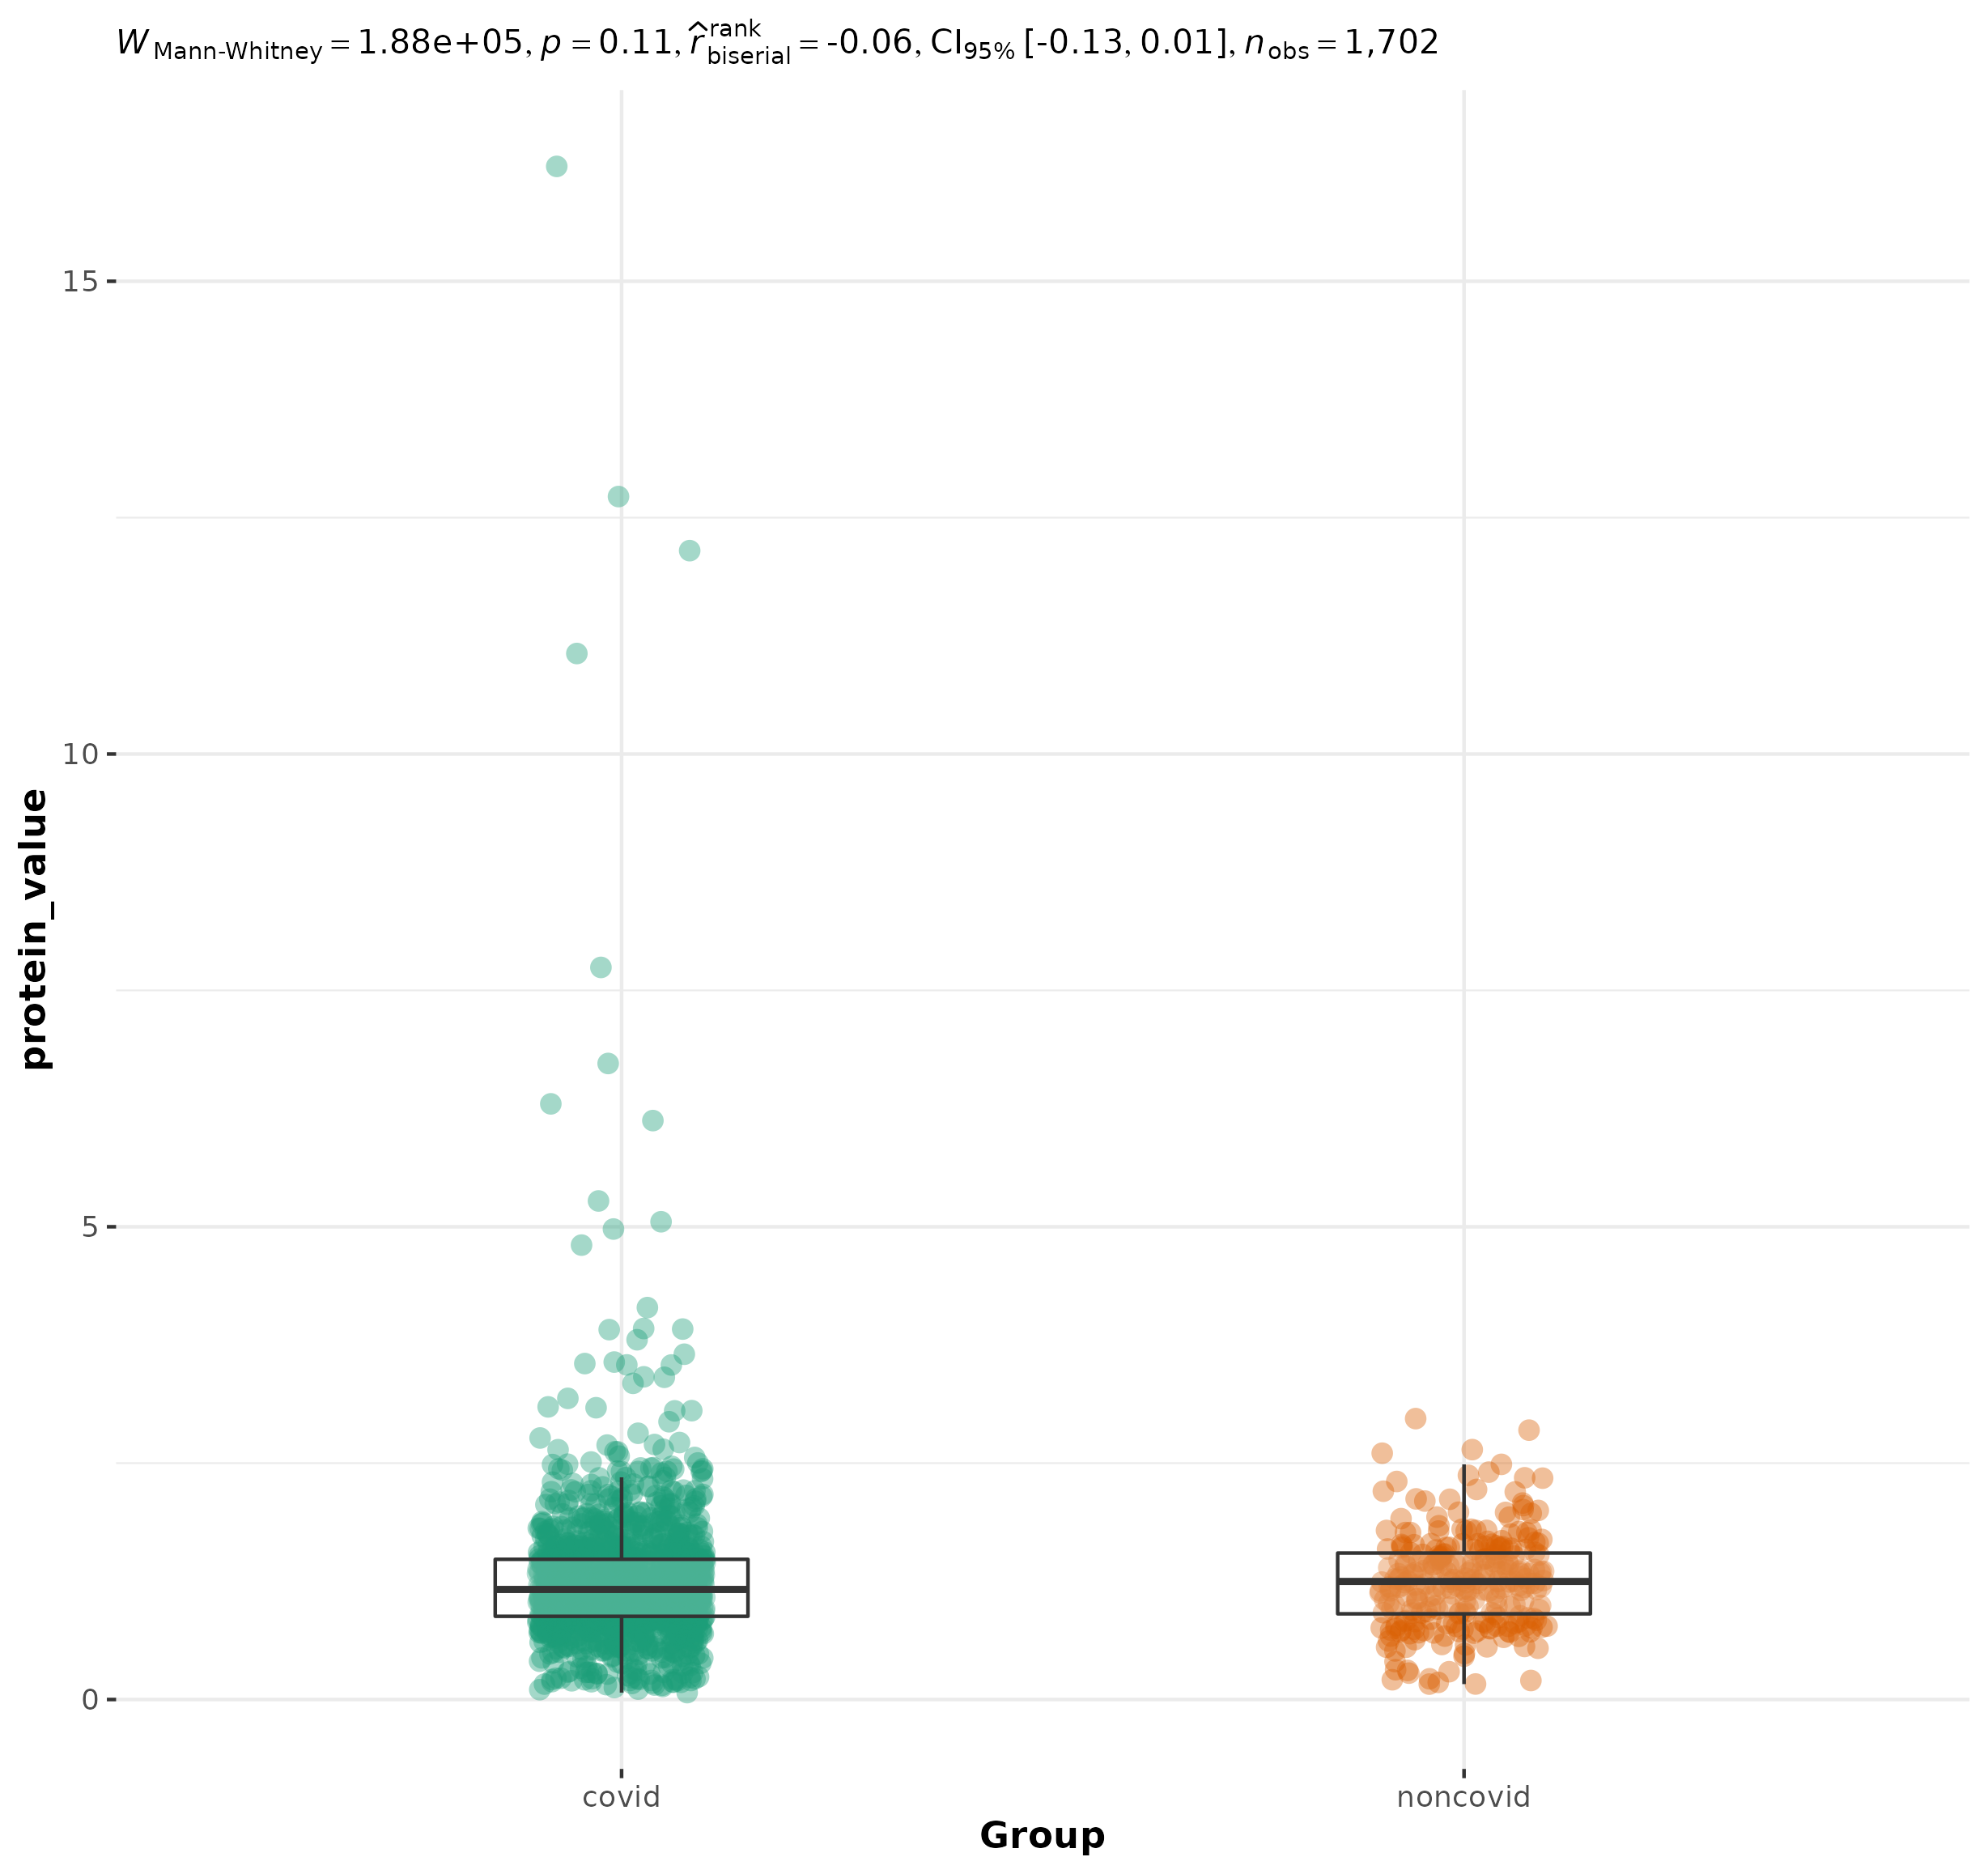 W Mann-Whitney = 1.88e+05, p = 0.11, r̂ rank biserial = -0.06, CI95% [-0.13, 0.01], n obs = 1,702
15
10
5
0
protein_value
covid noncovid
Group